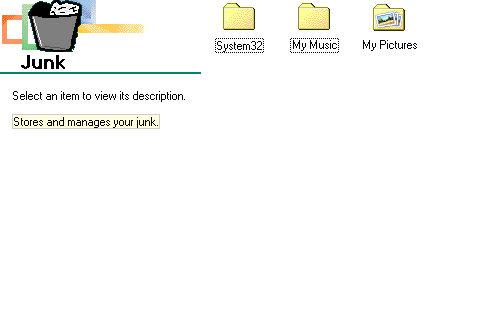 Junk
Select an item to view its description.
Stores and manages your junk.
System32
My Music
My Pictures